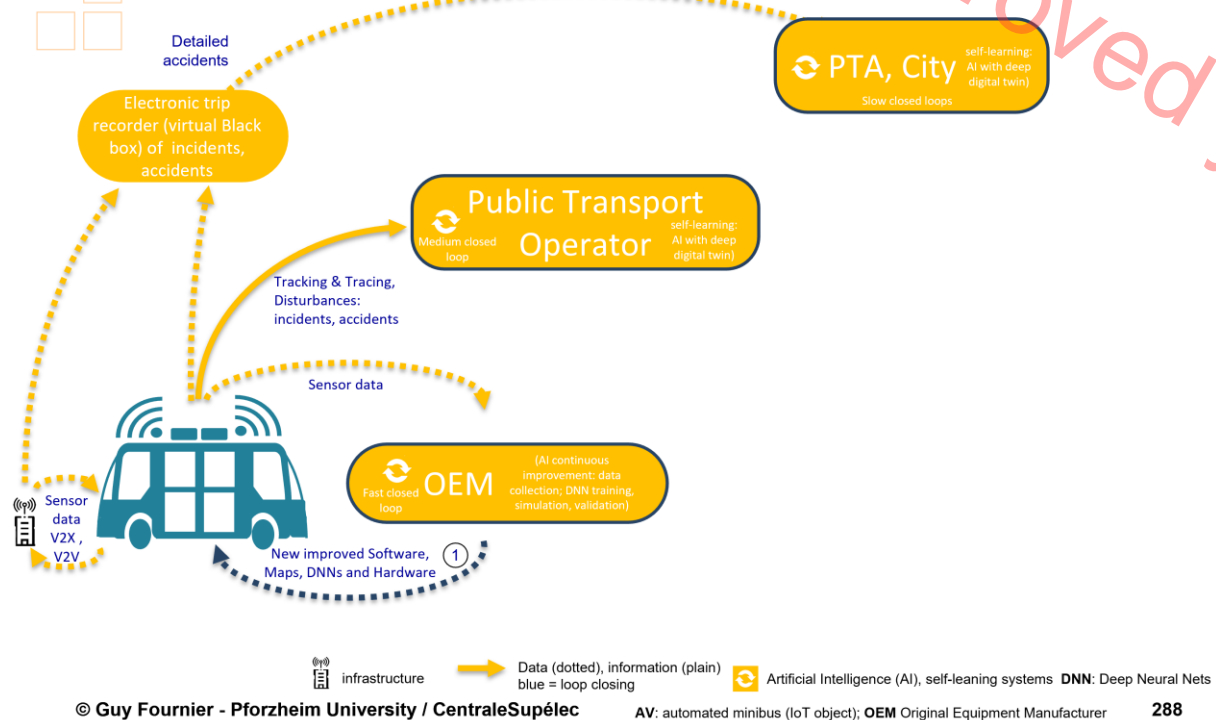 Detailed
accidents
Electronic trip
recorder (virtual Black
box) of incidents,
accidents
PTA, City
self-learning:
AI with deep
digital twin)
Slow closed loops
Public Transport
Operator
Medium closed
loop
self-learning:
AI with deep
digital twin)
Tracking & Tracing,
Disturbances:
incidents, accidents
Sensor data
Fast closed
loop
OEM
(AI continuous
improvement: data
collection; DNN training,
simulation, validation)
Sensor
data
V2X ,
V2V
New improved Software,
Maps, DNNs and Hardware
1
infrastructure
Data (dotted), information (plain)
blue = loop closing
Artificial Intelligence (AI), self-leaning systems DNN: Deep Neural Nets
© Guy Fournier - Pforzheim University / CentraleSupélec
AV: automated minibus (IoT object); OEM Original Equipment Manufacturer
288